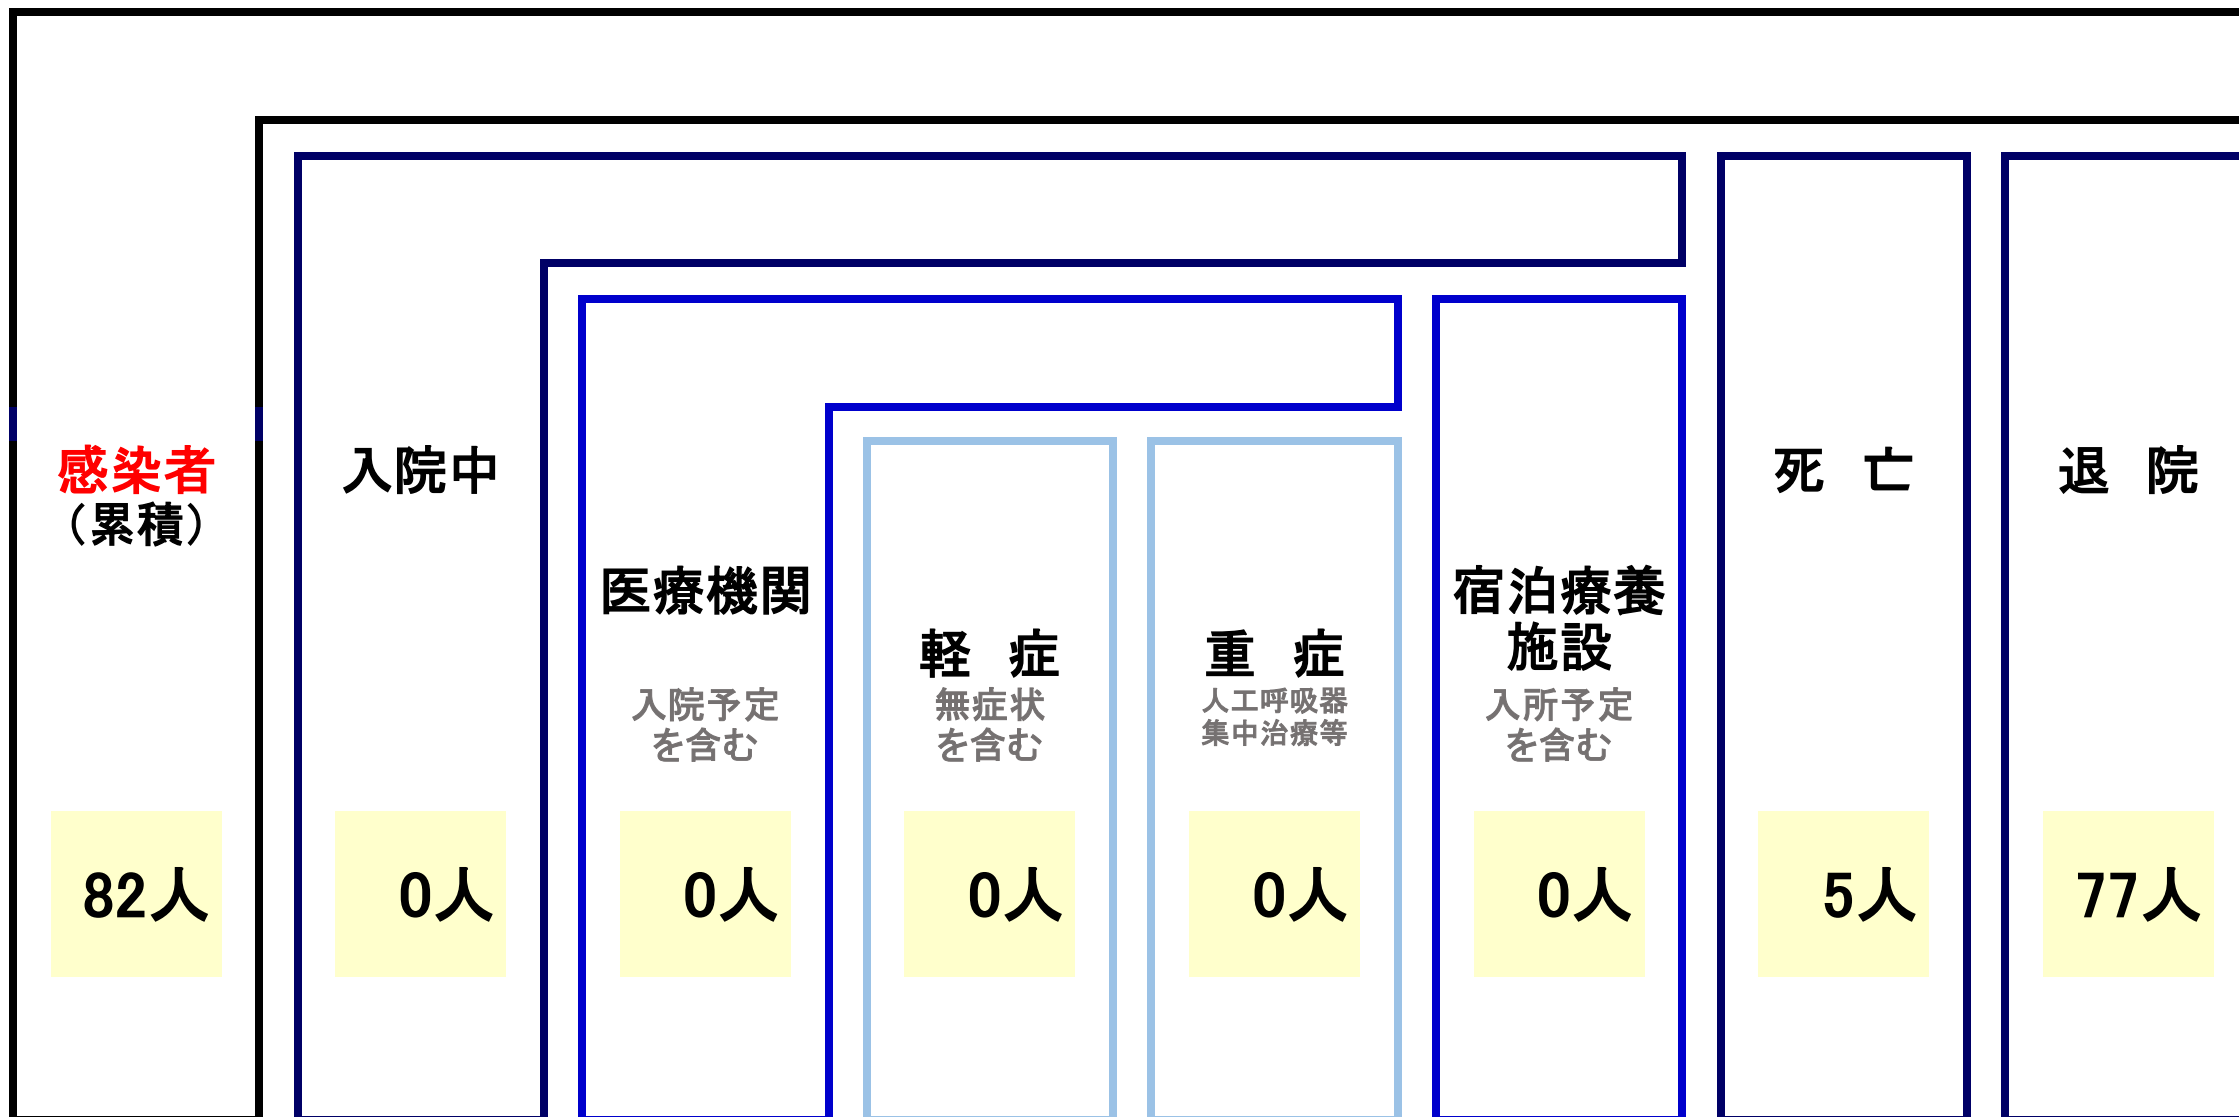 感染者
（累積）
82人
入院中
0人
医療機関
入院予定
を含む
0人
軽　症
無症状
を含む
0人
重　症
人工呼吸器
集中治療等
0人
宿泊療養
施設
入所予定
を含む
0人
死　亡
5人
退　院
77人